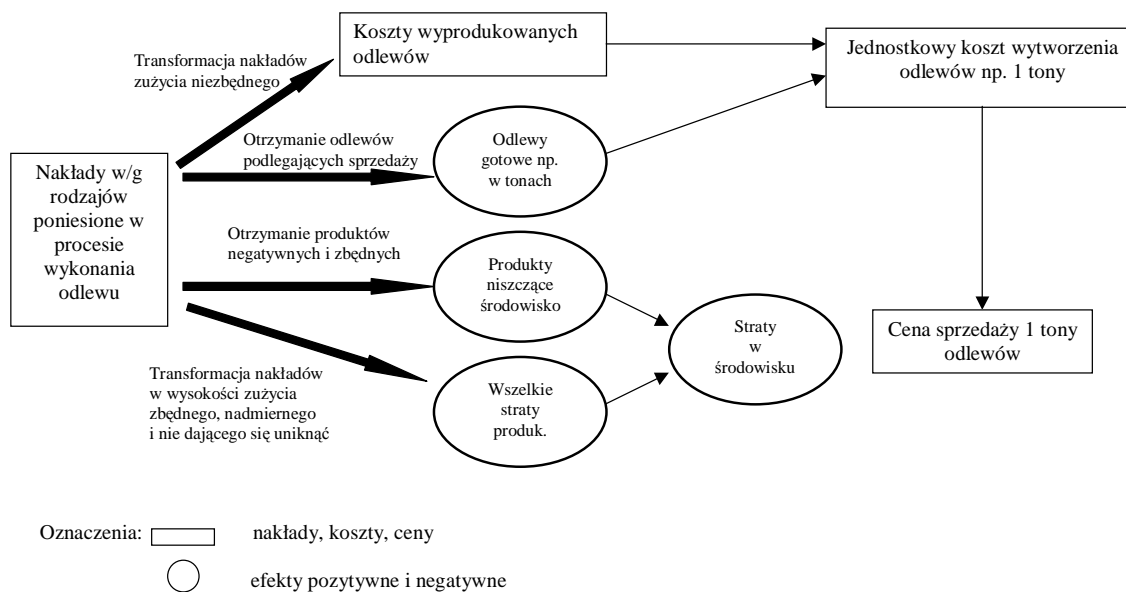 Koszty wyprodukowanych
odlewów
Jednostkowy koszt wytworzenia
odlewów np. 1 tony
Transformacja nakładów
zużycia niezbędnego
Otrzymanie odlewów
podlegających sprzedaży
Odlewy
gotowe np.
w tonach
Nakłady w/g
rodzajów
poniesione w
procesie
wykonania
odlewu
Otrzymanie produktów
negatywnych i zbędnych
Produkty
niszczące
środowisko
Straty
w
środowisku
Cena sprzedaży 1 tony
odlewów
Transformacja nakładów
w wysokości zużycia
zbędnego, nadmiernego
i nie dającego się uniknąć
Wszelkie
straty
produk.
Oznaczenia: nakłady, koszty, ceny
efekty pozytywne i negatywne